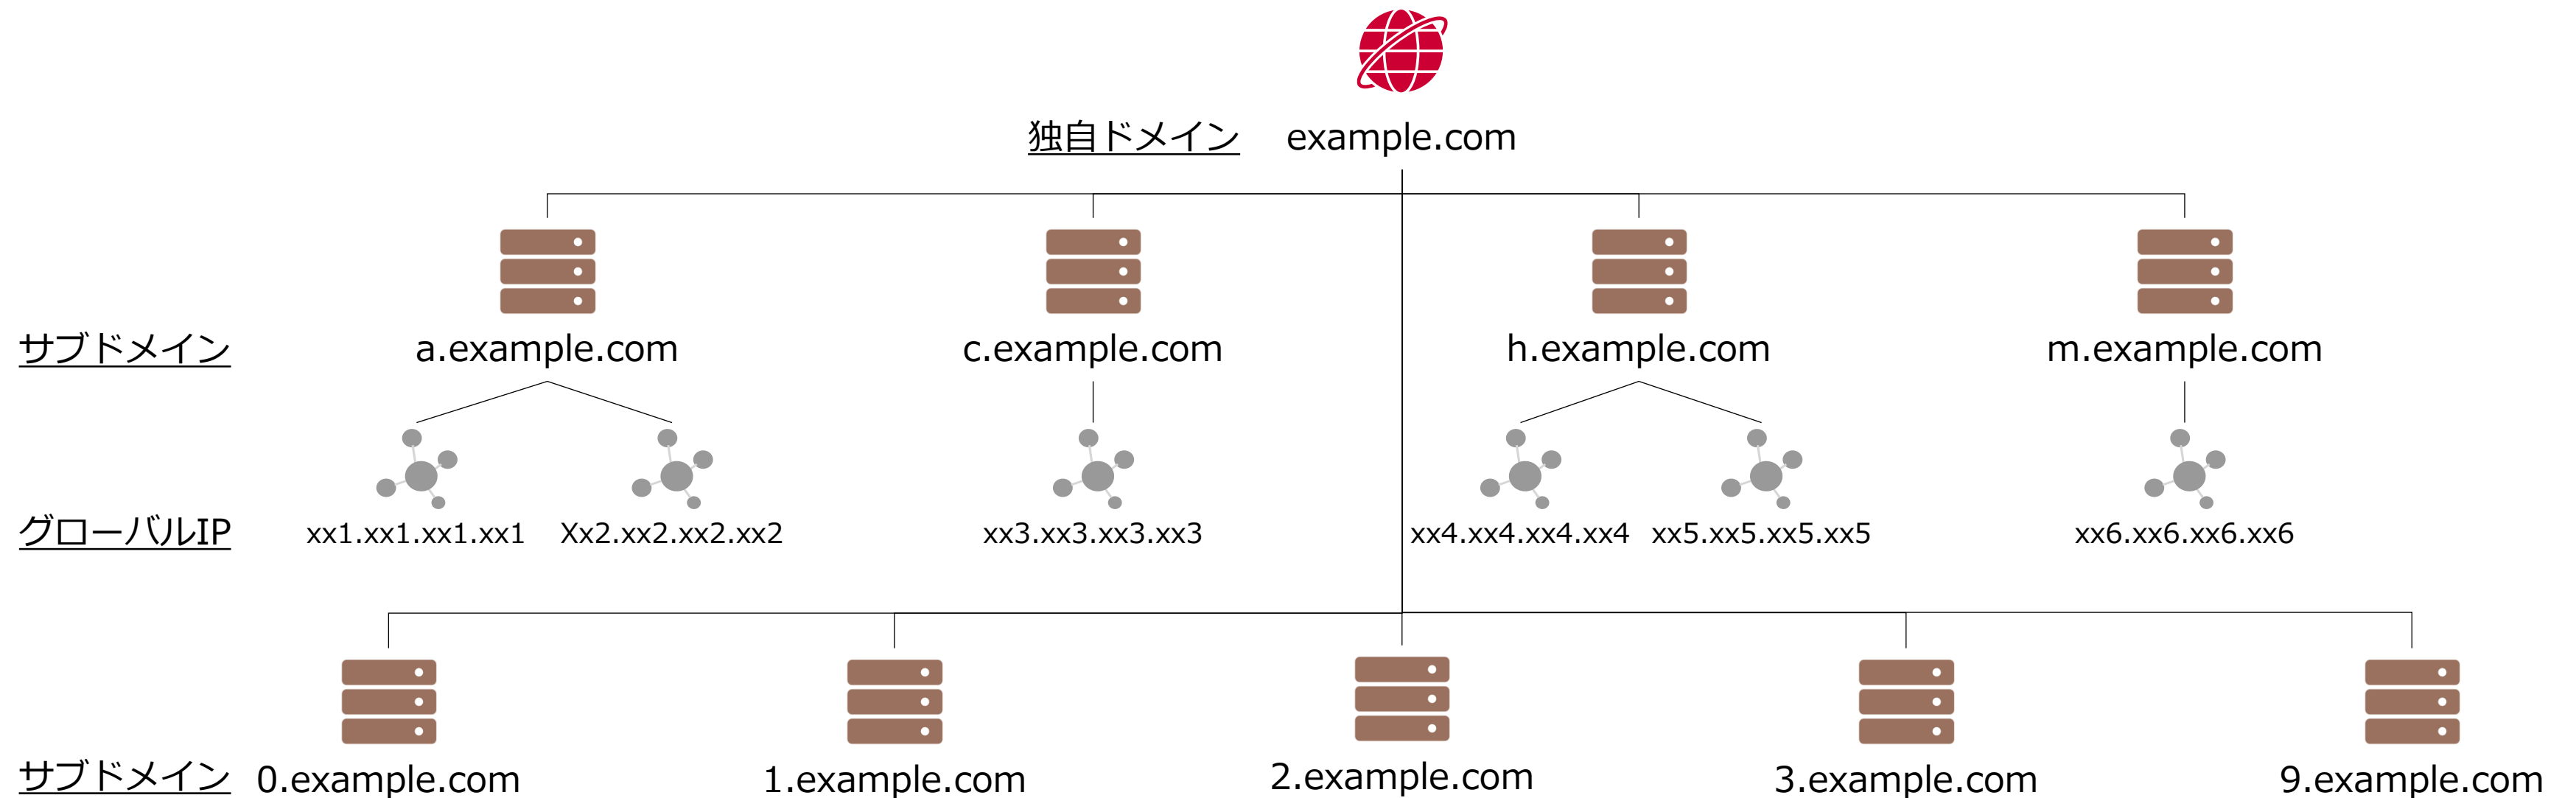 独自ドメイン example.com
サブドメイン a.example.com c.example.com h.example.com m.example.com
グローバルIP xx1.xx1.xx1.xx1 Xx2.xx2.xx2.xx2 xx3.xx3.xx3.xx3 xx4.xx4.xx4.xx4 xx5.xx5.xx5.xx5 xx6.xx6.xx6.xx6
サブドメイン 0.example.com 1.example.com 2.example.com 3.example.com 9.example.com